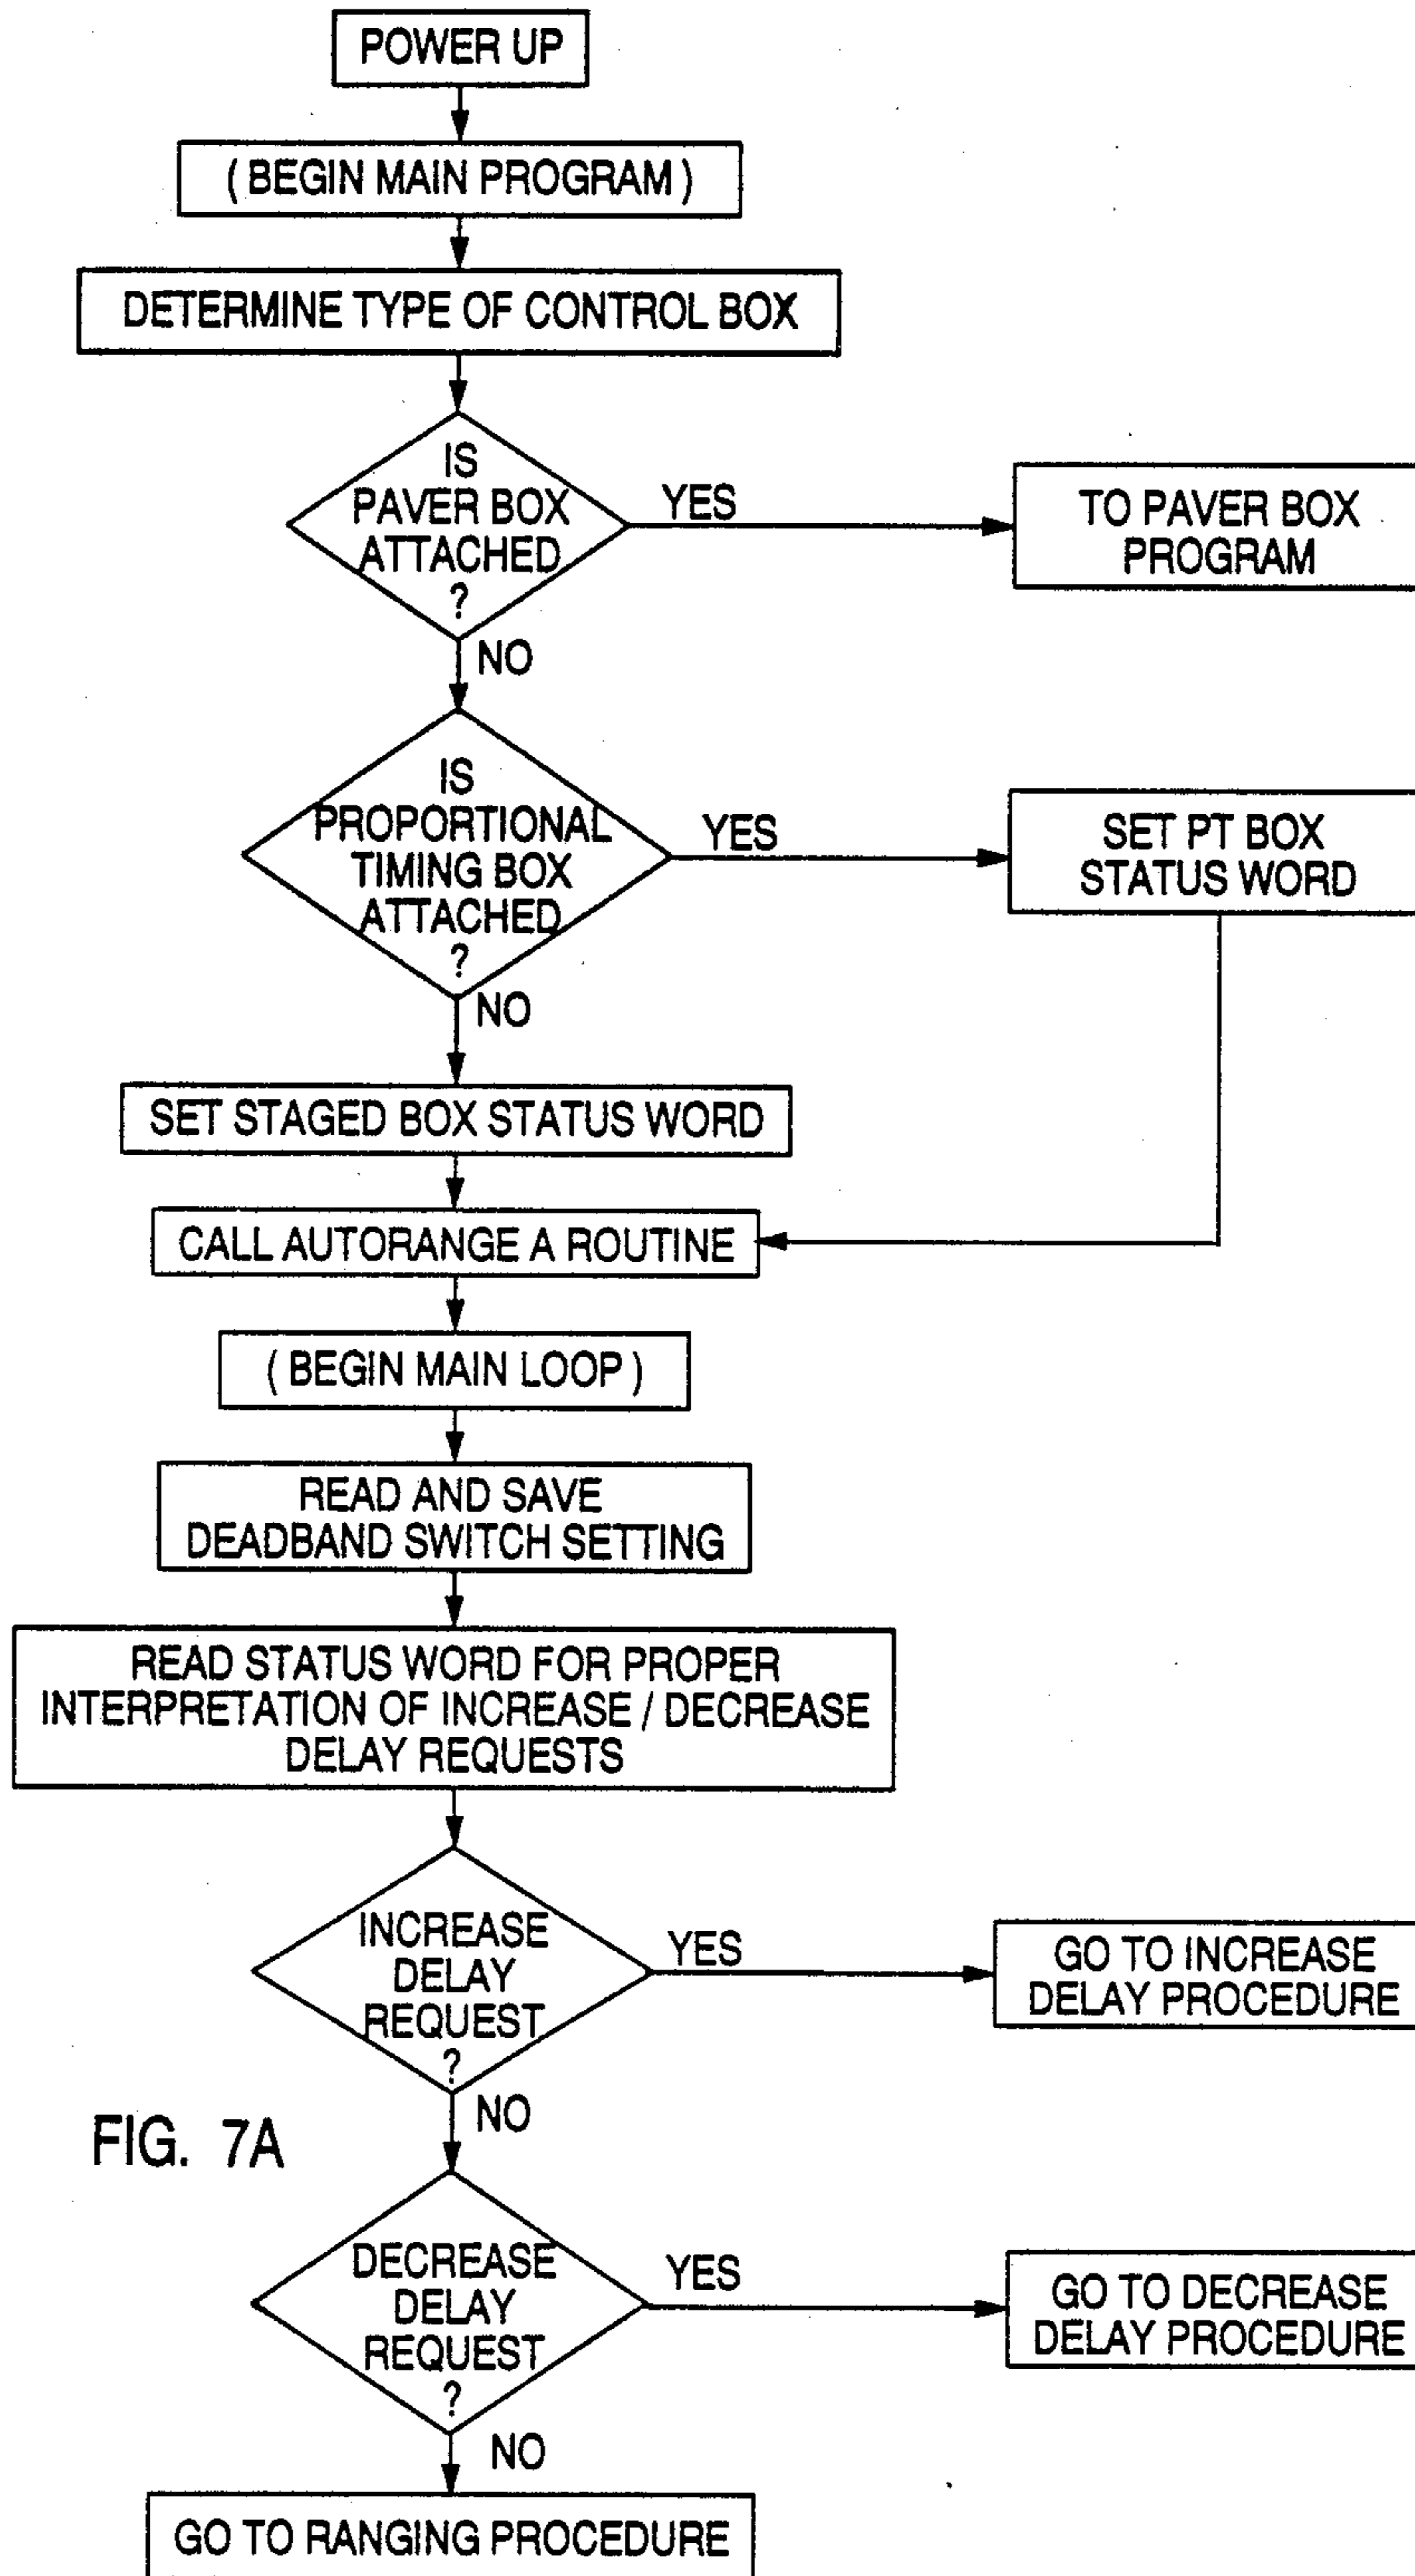 POWER UP
( BEGIN MAIN PROGRAM )
DETERMINE TYPE OF CONTROL BOX
IS
PAVER BOX
ATTACHED
?
YES
TO PAVER BOX
PROGRAM
NO
IS
PROPORTIONAL
TIMING BOX
ATTACHED
?
YES
SET PT BOX
STATUS WORD
NO
SET STAGED BOX STATUS WORD
CALL AUTORANGE A ROUTINE
( BEGIN MAIN LOOP )
READ AND SAVE
DEADBAND SWITCH SETTING
READ STATUS WORD FOR PROPER
INTERPRETATION OF INCREASE / DECREASE
DELAY REQUESTS
INCREASE
DELAY
REQUEST
?
YES
GO TO INCREASE
DELAY PROCEDURE
NO
FIG. 7A
DECREASE
DELAY
REQUEST
?
YES
GO TO DECREASE
DELAY PROCEDURE
NO
GO TO RANGING PROCEDURE